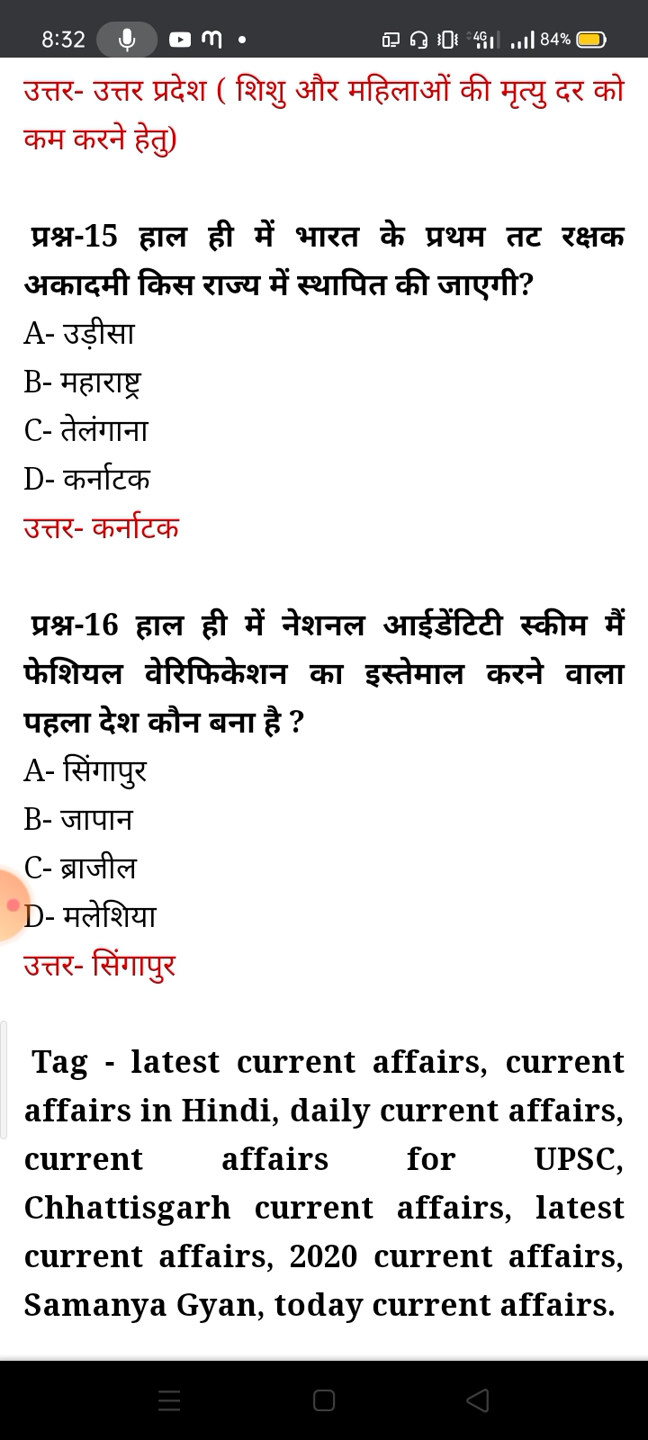 8:32
4G
84%
उत्तर- उत्तर प्रदेश ( शिशु और महिलाओं की मृत्यु दर को
कम करने हेतु)
प्रश्न-15 हाल ही में भारत के प्रथम तट रक्षक
अकादमी किस राज्य में स्थापित की जाएगी?
A- उड़ीसा
B- महाराष्ट्र
C- तेलंगाना
D- कर्नाटक
उत्तर- कर्नाटक
प्रश्न-16 हाल ही में नेशनल आईडेंटिटी स्कीम मैं
फेशियल वेरिफिकेशन का इस्तेमाल करने वाला
पहला देश कौन बना है ?
A- सिंगापुर
B- जापान
C- ब्राजील
D- मलेशिया
उत्तर- सिंगापुर
Tag - latest current affairs, current
affairs in Hindi, daily current affairs,
current affairs for UPSC,
Chhattisgarh current affairs, latest
current affairs, 2020 current affairs,
Samanya Gyan, today current affairs.